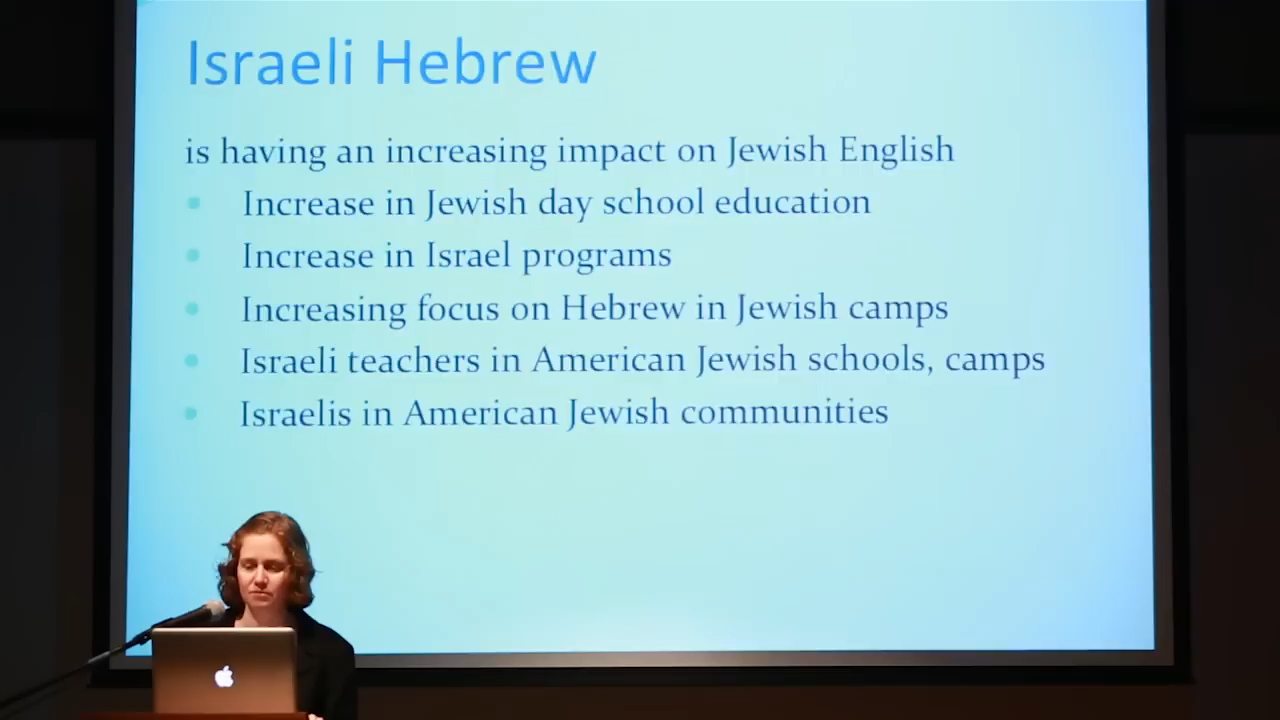 Israeli Hebrew
is having an increasing impact on Jewish English
• Increase in Jewish day school education
• Increase in Israel programs
• Increasing focus on Hebrew in Jewish camps
• Israeli teachers in American Jewish schools, camps
• Israelis in American Jewish communities